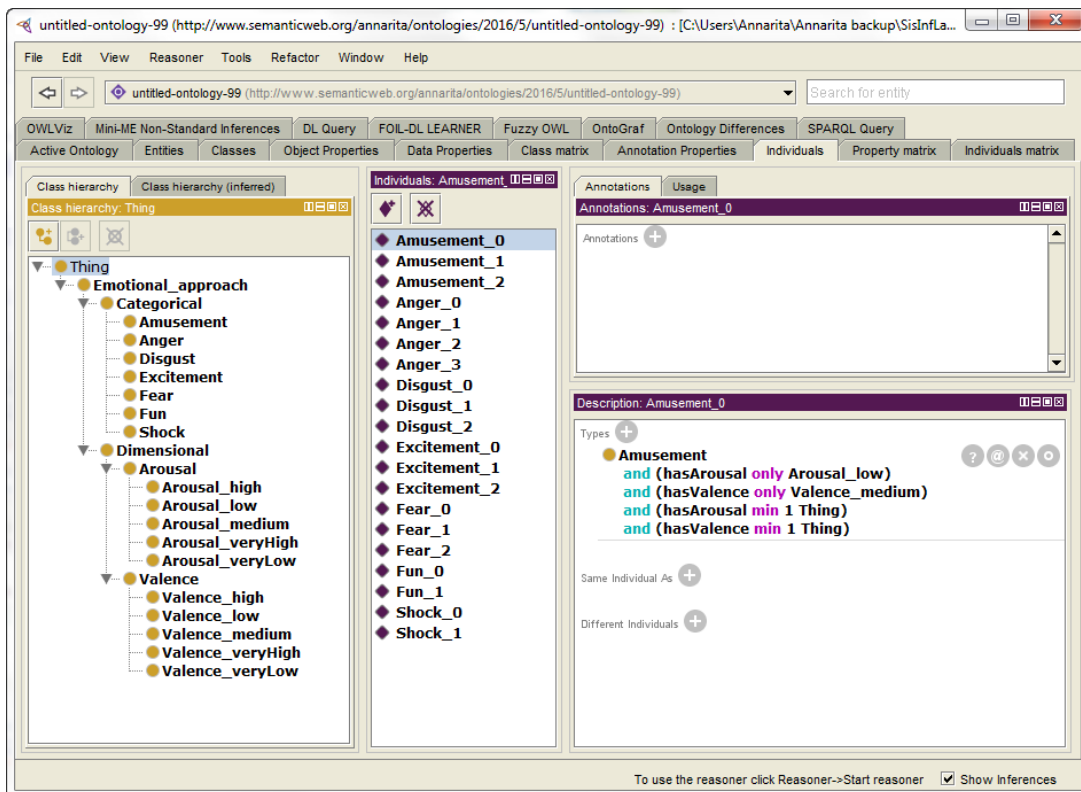 untitled-ontology-99 (http://www.semanticweb.org/annarita/ontologies/2016/5/untitled-ontology-99) : [C:\Users\Annarita\Annarita backup\SisInfLa...
File Edit View Reasoner Tools Refactor Window Help
untitled-ontology-99 (http://www.semanticweb.org/annarita/ontologies/2016/5/untitled-ontology-99) Search for entity
OWLViz Mini-ME Non-Standard Inferences DL Query FOIL-DL LEARNER Fuzzy OWL OntoGraf Ontology Differences SPARQL Query
Active Ontology Entities Classes Object Properties Data Properties Class matrix Annotation Properties Individuals Property matrix Individuals matrix
Class hierarchy Class hierarchy (inferred)
Class hierarchy: Thing
Thing
Emotional_approach
Categorical
Amusement
Anger
Disgust
Excitement
Fear
Fun
Shock
Dimensional
Arousal
Arousal_high
Arousal_low
Arousal_medium
Arousal_veryHigh
Arousal_veryLow
Valence
Valence_high
Valence_low
Valence_medium
Valence_veryHigh
Valence_veryLow
Individuals: Amusement_
Amusement_0
Amusement_1
Amusement_2
Anger_0
Anger_1
Anger_2
Anger_3
Disgust_0
Disgust_1
Disgust_2
Excitement_0
Excitement_1
Excitement_2
Fear_0
Fear_1
Fear_2
Fun_0
Fun_1
Shock_0
Shock_1
Annotations Usage
Annotations: Amusement_0
Annotations
Description: Amusement_0
Types
Amusement
and (hasArousal only Arousal_low)
and (hasValence only Valence_medium)
and (hasArousal min 1 Thing)
and (hasValence min 1 Thing)
Same Individual As
Different Individuals
To use the reasoner click Reasoner->Start reasoner Show Inferences